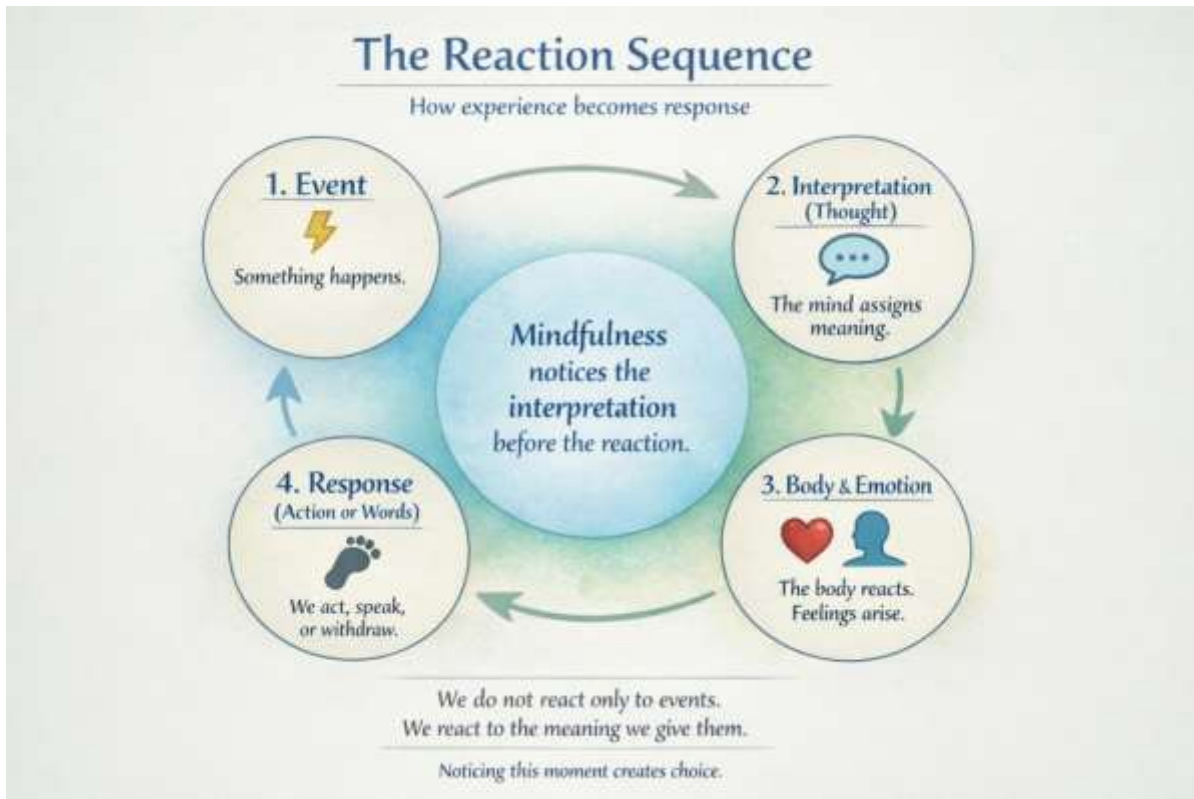 The Reaction Sequence
How experience becomes response
1. Event
Something happens.
2. Interpretation
(Thought)
The mind assigns
meaning.
Mindfulness
notices the
interpretation
before the reaction.
3. Body & Emotion
The body reacts.
Feelings arise.
4. Response
(Action or Words)
We act, speak,
or withdraw.
We do not react only to events.
We react to the meaning we give them.
Noticing this moment creates choice.